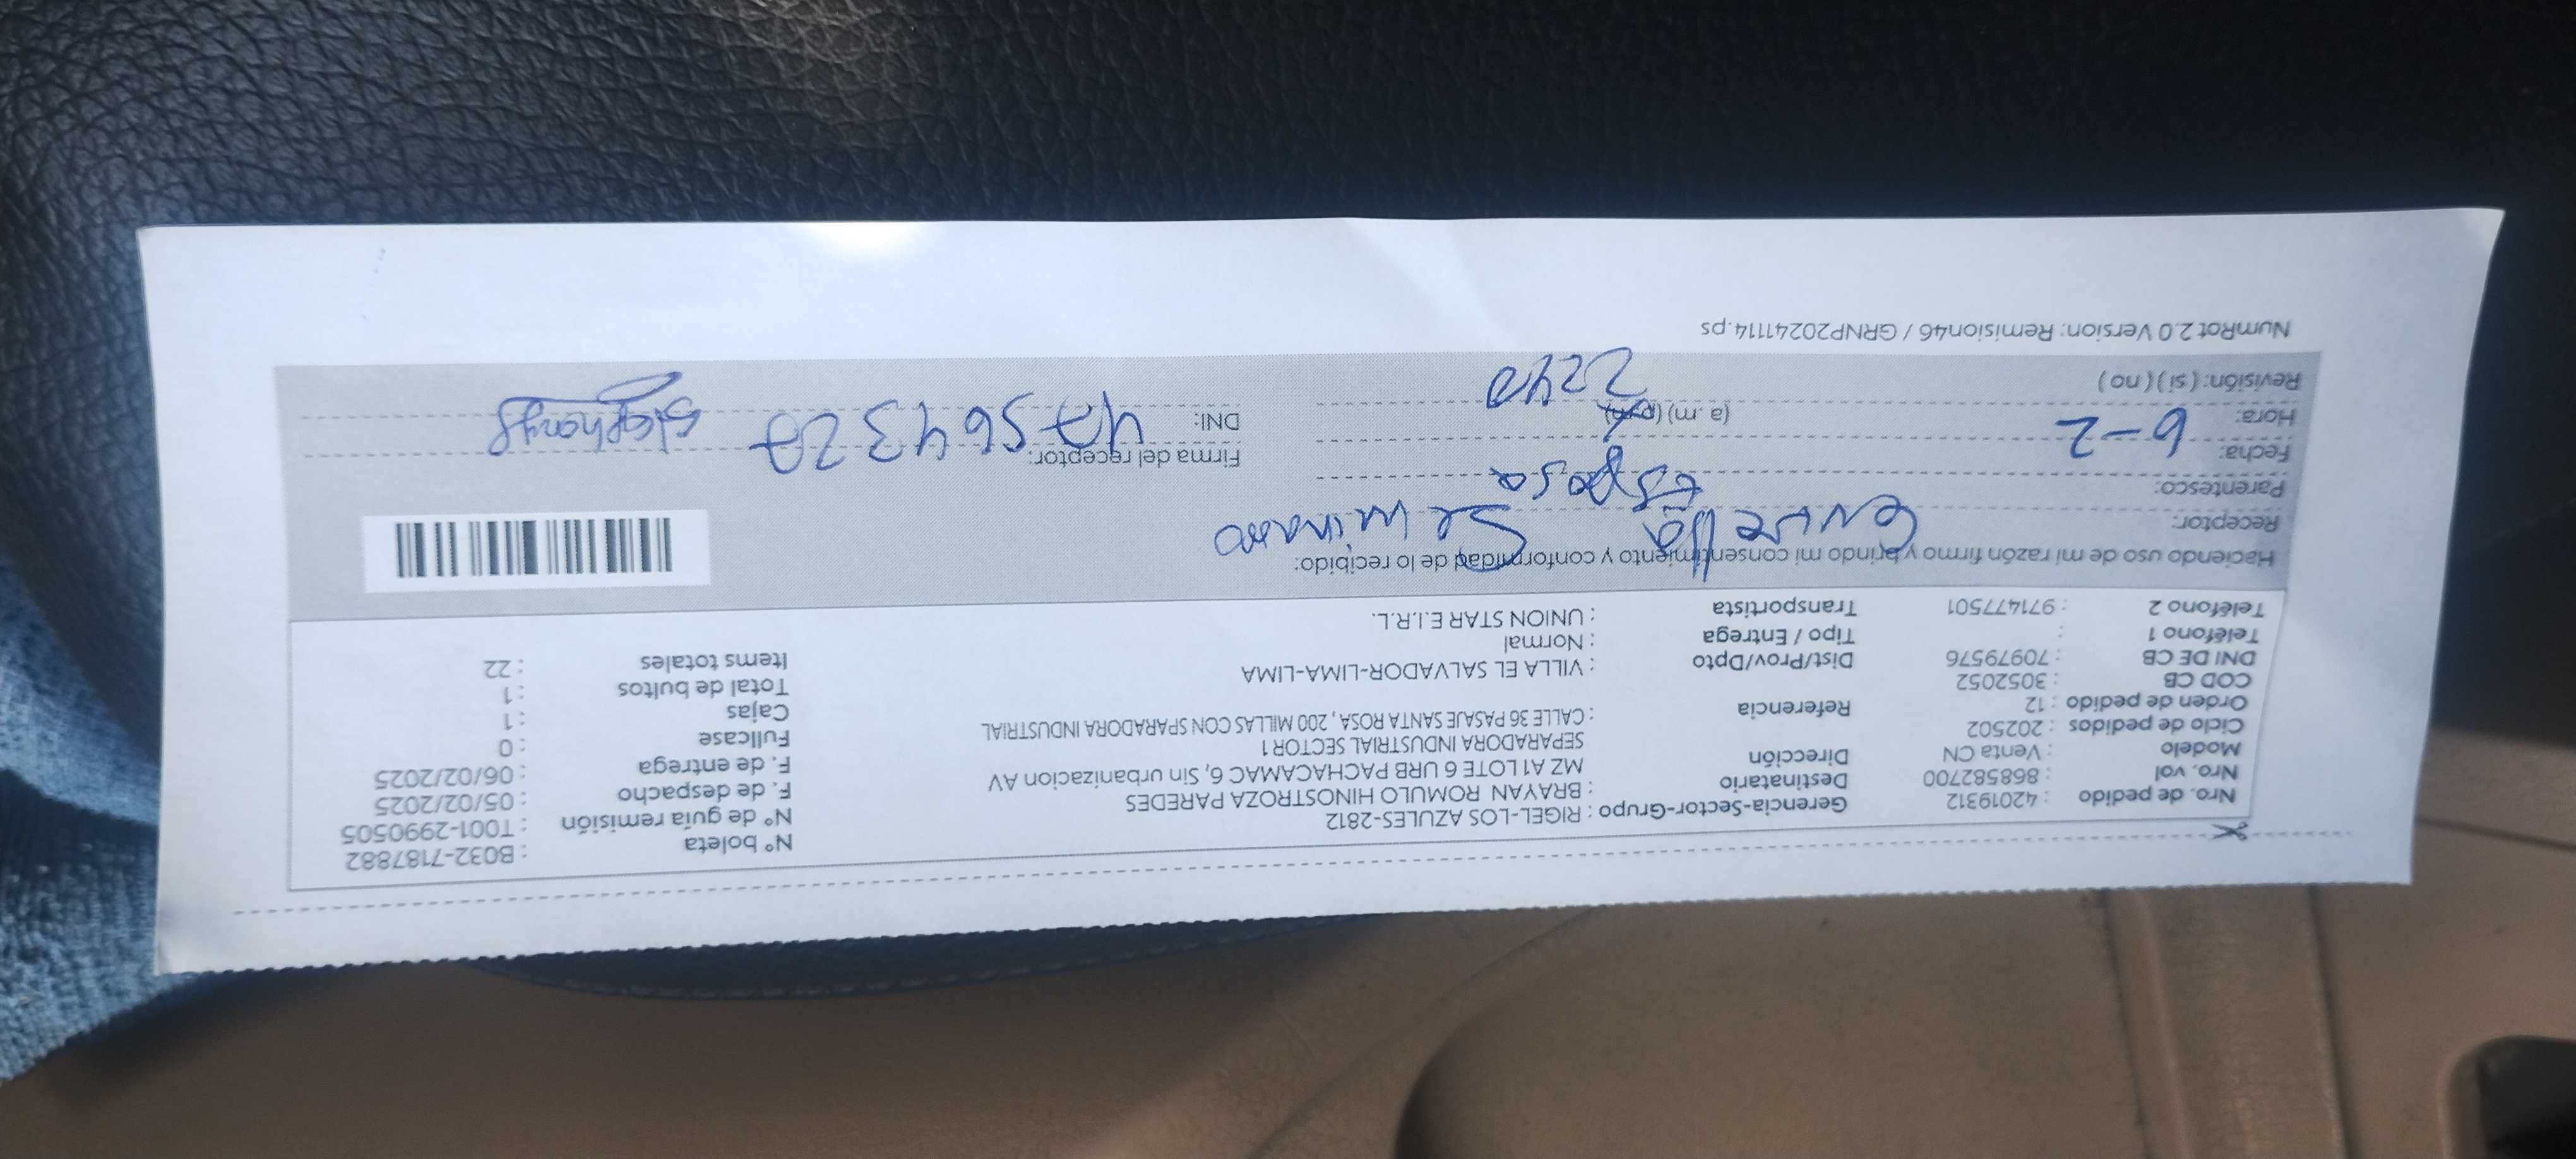 Nro. de pedido : 42019312
Nro. vol : 868582700
Modelo : Venta CN
Ciclo de pedidos : 202502
Orden de pedido : 12
COD CB : 3052052
DNI DE CB : 70979576
Teléfono 1 :
Teléfono 2 : 971477501
Gerencia-Sector-Grupo : RIGEL-LOS AZULES-2812
Destinatario : BRAYAN ROMULO HINOSTROZA PAREDES
Dirección MZ A1 LOTE 6 URB PACHACAMAC 6, Sin urbanizacion AV
SEPARADORA INDUSTRIAL SECTOR 1
Referencia : CALLE 36 PASAJE SANTA ROSA, 200 MILLAS CON SPARADORA INDUSTRIAL
Dist/Prov/Dpto : VILLA EL SALVADOR-LIMA-LIMA
Tipo / Entrega : Normal
Transportista : UNION STAR E.I.R.L.
N° boleta : B032-7187882
N° de guía remisión : T001-2990505
F. de despacho : 05/02/2025
F. de entrega : 06/02/2025
Fullcase : 0
Cajas : 1
Total de bultos : 1
Items totales : 22
Haciendo uso de mi razón firmo y brindo mi consentimiento y conformidad de lo recibido:
Receptor:
Parentesco: Esposa
Fecha: 6-2
Hora: (a. m.) (p.m)
Revisión: ( si ) ( no )
Firma del receptor:
DNI: 47564327
NumRot 2.0 Version: Remision46 / GRNP20241114.ps